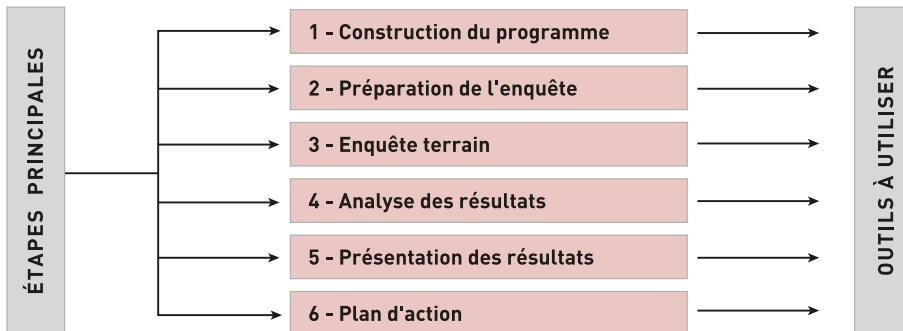 ÉTAPES PRINCIPALES
1 - Construction du programme
2 - Préparation de l'enquête
3 - Enquête terrain
4 - Analyse des résultats
5 - Présentation des résultats
6 - Plan d'action
OUTILS À UTILISER